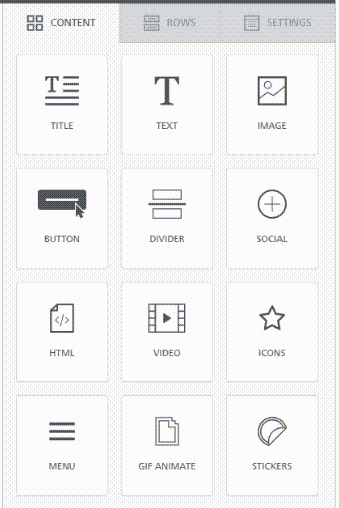 CONTENT ROWS SETTINGS
TITLE TEXT IMAGE
BUTTON DIVIDER SOCIAL
HTML VIDEO ICONS
MENU GIF ANIMATE STICKERS